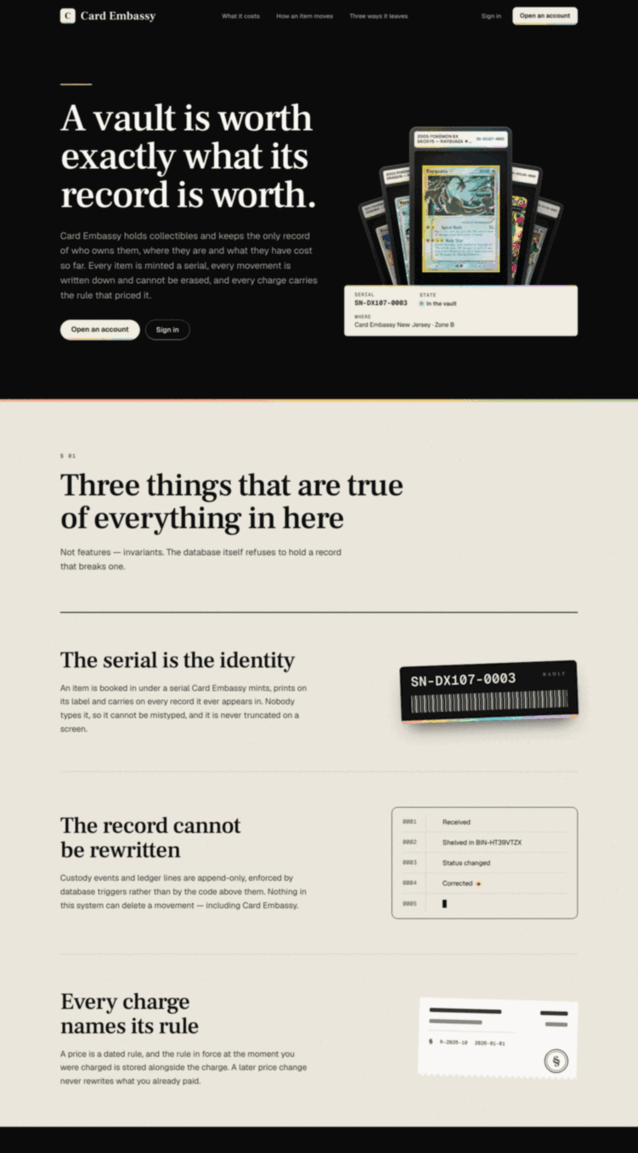 C Card Embassy
What it costs
How an item moves
Three ways it leaves
Sign in
Open an account
A vault is worth
exactly what its
record is worth.
Card Embassy holds collectibles and keeps the only record
of who owns them, where they are and what they have cost
so far. Every item is minted a serial, every movement is
written down and cannot be erased, and every charge carries
the rule that priced it.
Open an account
Sign in
Rayquaza
SERIAL
SN-DX107-0003
STATE
In the vault
WHERE
Card Embassy New Jersey · Zone B
§ 01
Three things that are true
of everything in here
Not features — invariants. The database itself refuses to hold a record
that breaks one.
The serial is the identity
An item is booked in under a serial Card Embassy mints, prints on
its label and carries on every record it ever appears in. Nobody
types it, so it cannot be mistyped, and it is never truncated on a
screen.
SN-DX107-0003
VAULT
The record cannot
be rewritten
Custody events and ledger lines are append-only, enforced by
database triggers rather than by the code above them. Nothing in
this system can delete a movement — including Card Embassy.
0001 Received
0002 Shelved in BIN-HT39VTZX
0003 Status changed
0004 Corrected
0005
Every charge
names its rule
A price is a dated rule, and the rule in force at the moment you
were charged is stored alongside the charge. A later price change
never rewrites what you already paid.
§ R-2026-10 2026-01-01
§